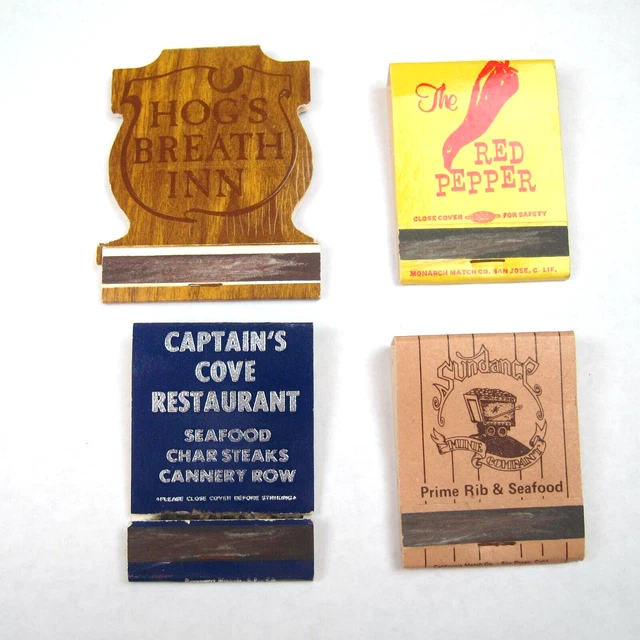 HOG'S
BREATH
INN
The
RED
PEPPER
CLOSE COVER FOR SAFETY
MONARCH MATCH CO. SAN JOSE, C LIF.
CAPTAIN'S
COVE
RESTAURANT
SEAFOOD
CHAR STEAKS
CANNERY ROW
PLEASE CLOSE COVER BEFORE STRIKING
Sundance
MINE COMPANY
Prime Rib & Seafood